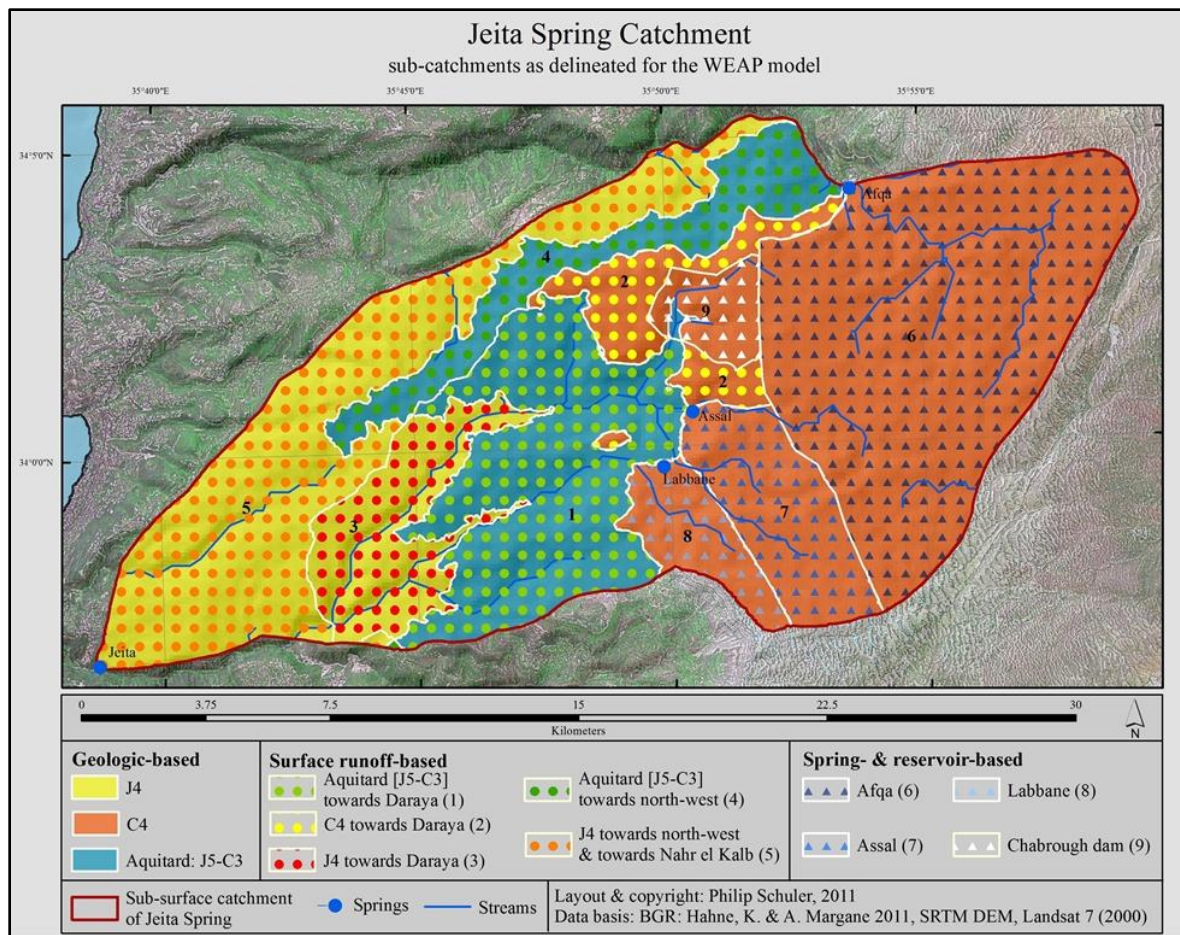 Jeita Spring Catchment
sub-catchments as delineated for the WEAP model
35°40'0"E 35°45'0"E 35°50'0"E 35°55'0"E
34°5'0"N
Afqa
4
2
9
6
2
Assal
34°0'0"N
Labbane
5
3
1
7
8
Jeita
0 3.75 7.5 15 22.5 30
Kilometers
N
Geologic-based
J4
C4
Aquitard: J5-C3
Surface runoff-based
Aquitard [J5-C3]
towards Daraya (1)
C4 towards Daraya (2)
J4 towards Daraya (3)
Aquitard [J5-C3]
towards north-west (4)
J4 towards north-west
& towards Nahr el Kalb (5)
Spring- & reservoir-based
Afqa (6)
Assal (7)
Labbane (8)
Chabrough dam (9)
Sub-surface catchment
of Jeita Spring
Springs
Streams
Layout & copyright: Philip Schuler, 2011
Data basis: BGR: Hahne, K. & A. Margane 2011, SRTM DEM, Landsat 7 (2000)